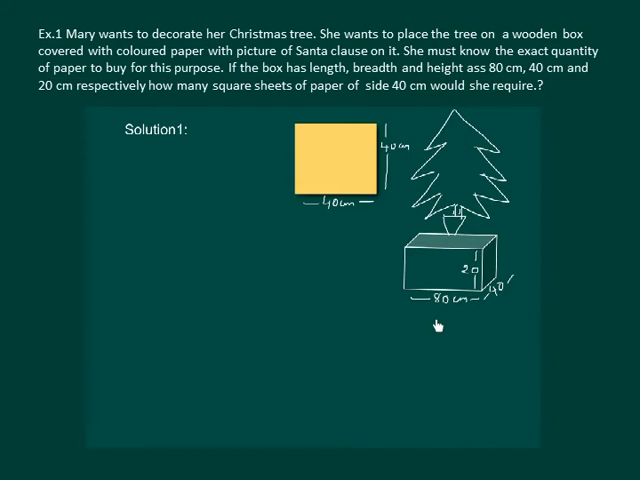 Ex.1 Mary wants to decorate her Christmas tree. She wants to place the tree on a wooden box
covered with coloured paper with picture of Santa clause on it. She must know the exact quantity
of paper to buy for this purpose. If the box has length, breadth and height ass 80 cm, 40 cm and
20 cm respectively how many square sheets of paper of side 40 cm would she require.?
Solution1:
40cm
40cm
20
40
80 cm